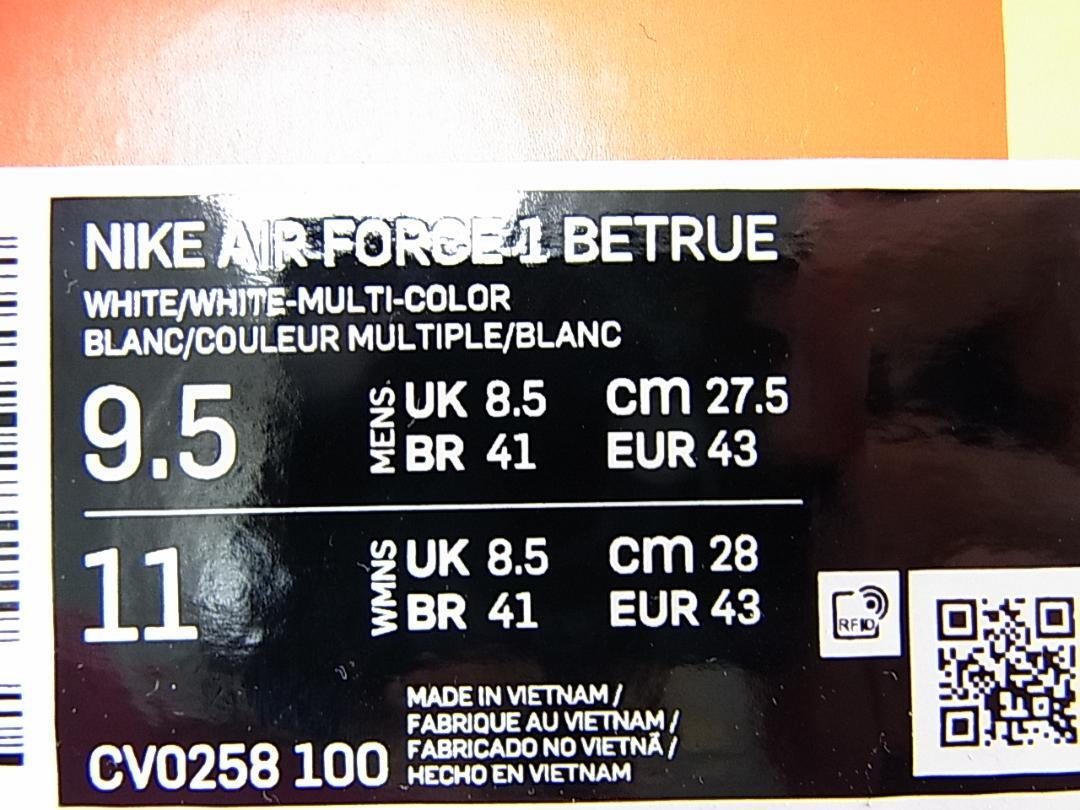 NIKE AIR FORCE 1 BETRUE
WHITE/WHITE-MULTI-COLOR
BLANC/COULEUR MULTIPLE/BLANC
9.5 MENS UK 8.5 CM 27.5
BR 41 EUR 43
11 WMNS UK 8.5 CM 28
BR 41 EUR 43
RFID
MADE IN VIETNAM /
FABRIQUE AU VIETNAM /
FABRICADO NO VIETNÃ /
HECHO EN VIETNAM
CV0258 100